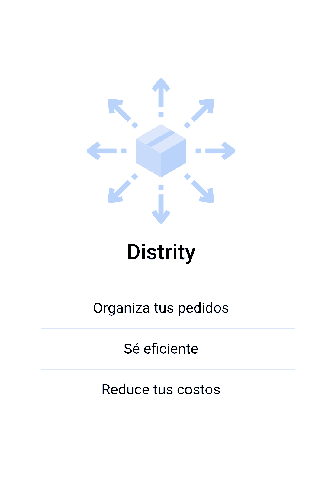 Distrity
Organiza tus pedidos
Sé eficiente
Reduce tus costos